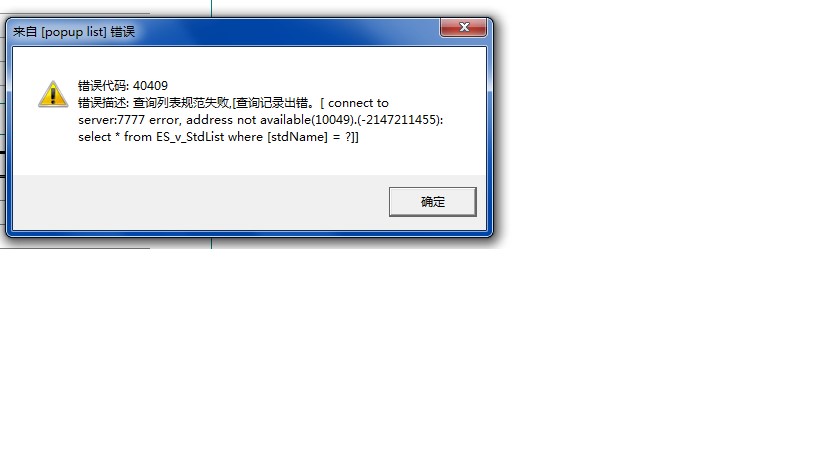 来自 [popup list] 错误
错误代码: 40409
错误描述: 查询列表规范失败,[查询记录出错。[ connect to
server:7777 error, address not available(10049).(-2147211455):
select * from ES_v_StdList where [stdName] = ?]]
确定